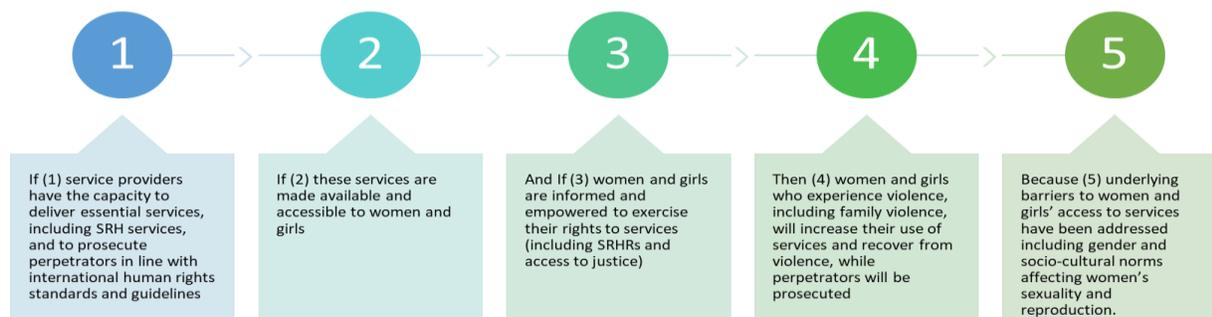 1
2
3
4
5
If (1) service providers
have the capacity to
deliver essential services,
including SRH services,
and to prosecute
perpetrators in line with
international human rights
standards and guidelines
If (2) these services are
made available and
accessible to women and
girls
And If (3) women and girls
are informed and
empowered to exercise
their rights to services
(including SRHRs and
access to justice)
Then (4) women and girls
who experience violence,
including family violence,
will increase their use of
services and recover from
violence, while
perpetrators will be
prosecuted
Because (5) underlying
barriers to women and
girls’ access to services
have been addressed
including gender and
socio-cultural norms
affecting women’s
sexuality and
reproduction.